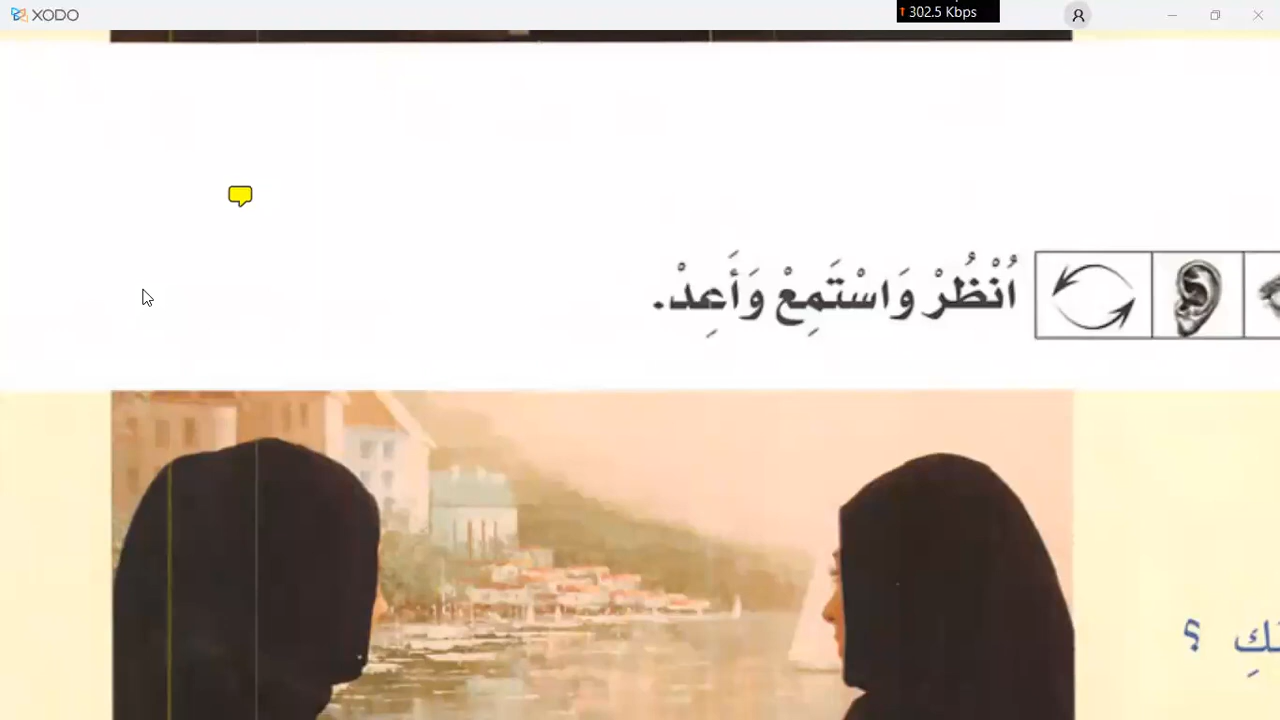 XODO
↑ 302.5 Kbps
اُنْظُرْ وَاسْتَمِعْ وَأَعِدْ.
؟